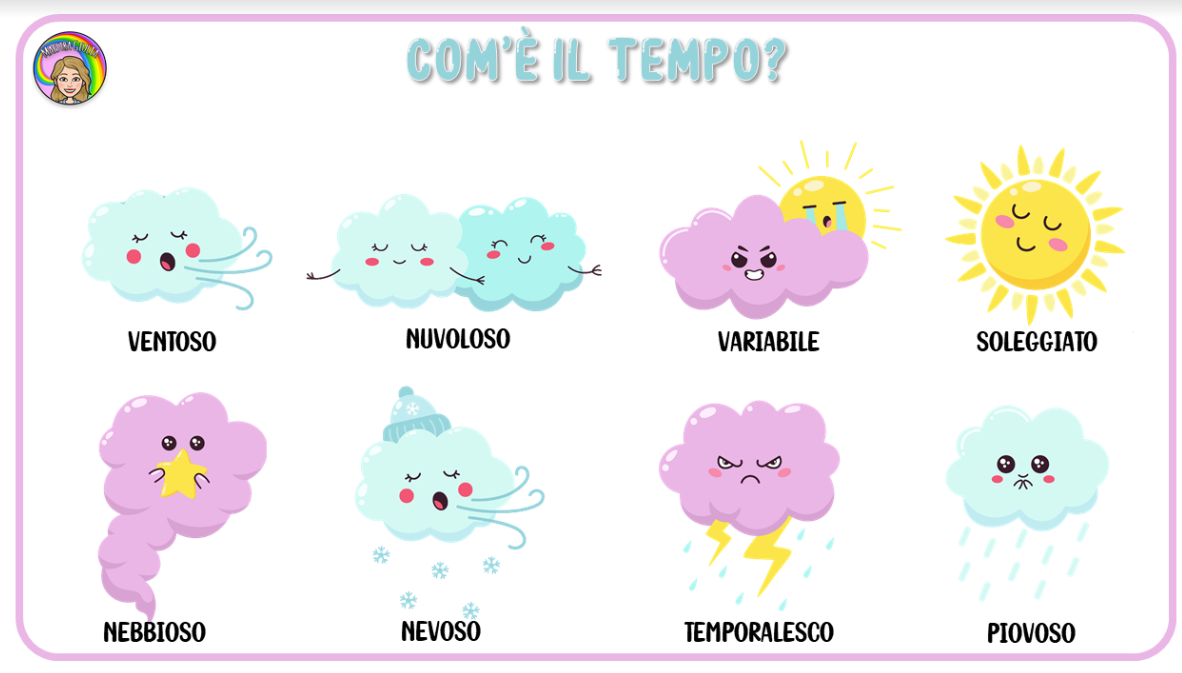 COM'È IL TEMPO?
VENTOSO
NUVOLOSO
VARIABILE
SOLEGGIATO
NEBBIOSO
NEVOSO
TEMPORALESCO
PIOVOSO